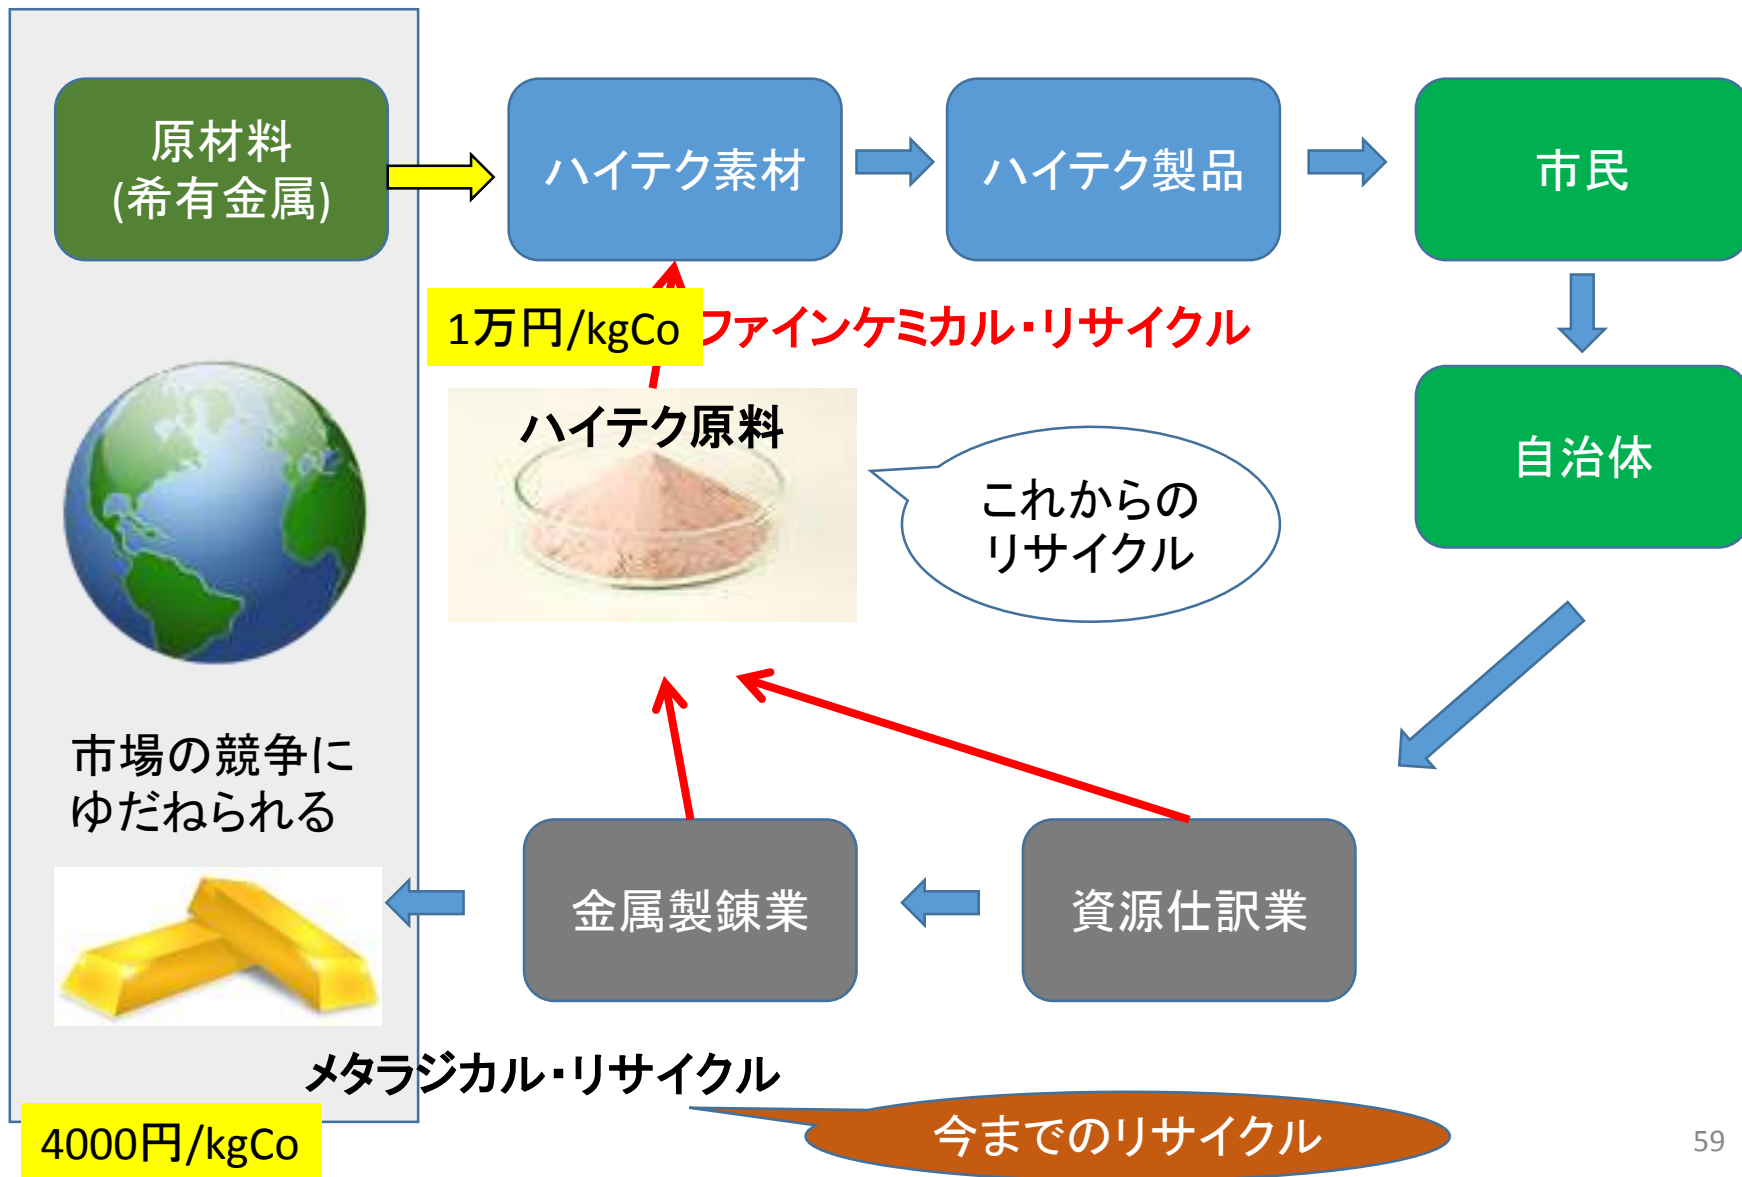 原材料
(希有金属)
ハイテク素材
ハイテク製品
市民
1万円/kgCo
ファインケミカル・リサイクル
ハイテク原料
これからの
リサイクル
自治体
市場の競争に
ゆだねられる
金属製錬業
資源仕訳業
メタラジカル・リサイクル
今までのリサイクル
4000円/kgCo
59